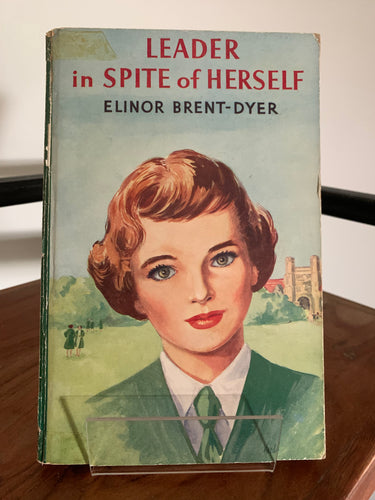 LEADER
in SPITE of HERSELF
ELINOR BRENT-DYER